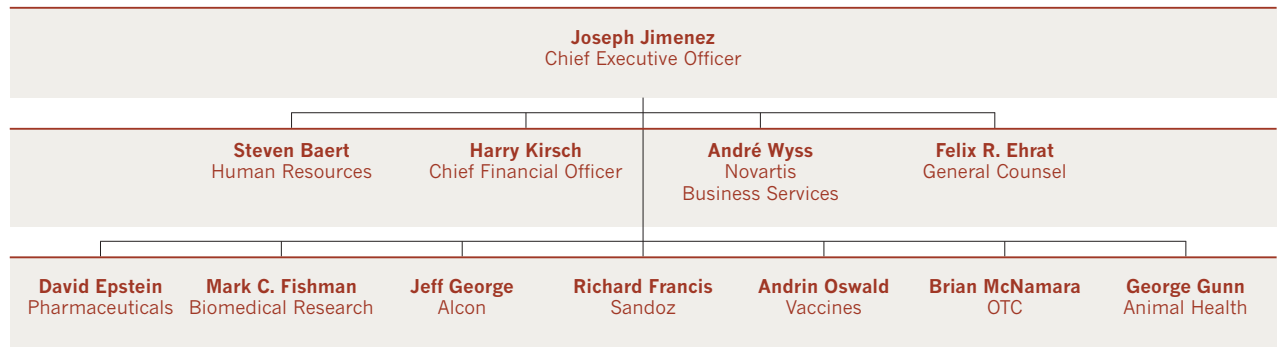 Joseph Jimenez
Chief Executive Officer
Steven Baert
Human Resources
Harry Kirsch
Chief Financial Officer
André Wyss
Novartis
Business Services
Felix R. Ehrat
General Counsel
David Epstein
Pharmaceuticals
Mark C. Fishman
Biomedical Research
Jeff George
Alcon
Richard Francis
Sandoz
Andrin Oswald
Vaccines
Brian McNamara
OTC
George Gunn
Animal Health